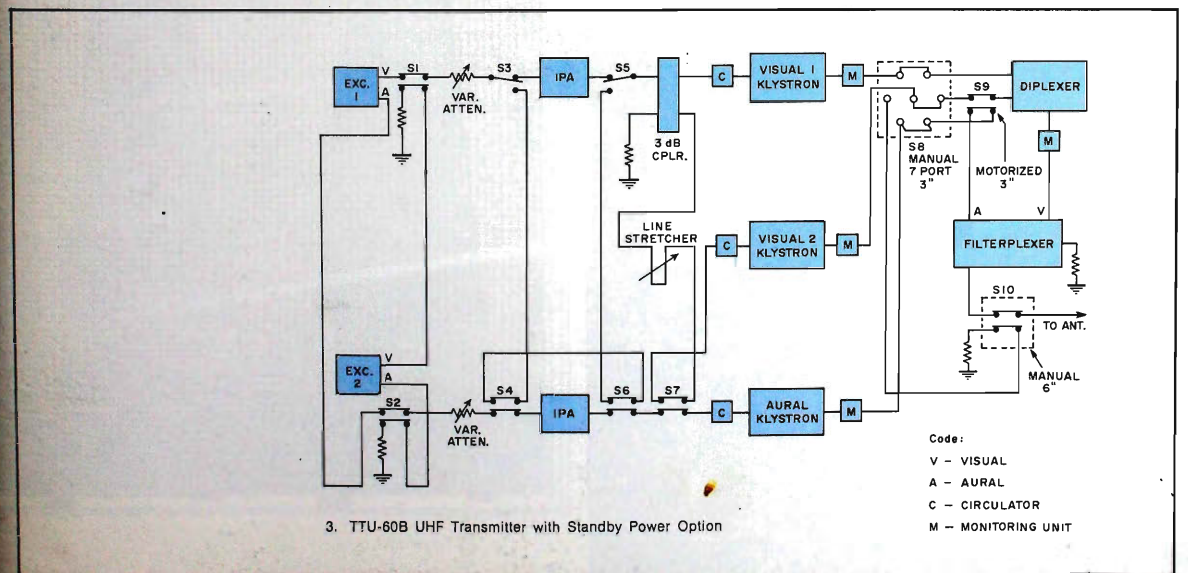 EXC.
1
V
A
S1
VAR.
ATTEN.
S3
IPA
S5
3 dB
CPLR.
C
VISUAL 1
KLYSTRON
M
S8
MANUAL
7 PORT
3"
S9
MOTORIZED
3"
DIPLEXER
M
LINE
STRETCHER
C
VISUAL 2
KLYSTRON
M
A
V
FILTERPLEXER
S10
TO ANT.
MANUAL
6"
EXC.
2
V
A
S2
VAR.
ATTEN.
S4
IPA
S6
S7
C
AURAL
KLYSTRON
M
Code:
V – VISUAL
A – AURAL
C – CIRCULATOR
M – MONITORING UNIT
3. TTU-60B UHF Transmitter with Standby Power Option